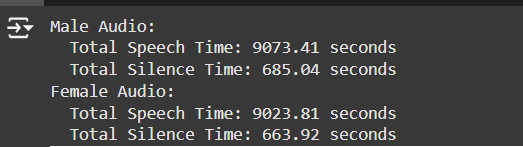 Male Audio:
Total Speech Time: 9073.41 seconds
Total Silence Time: 685.04 seconds
Female Audio:
Total Speech Time: 9023.81 seconds
Total Silence Time: 663.92 seconds